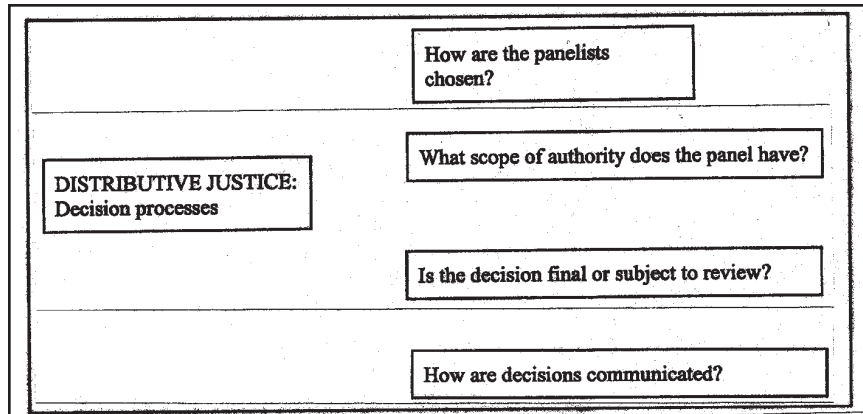 How are the panelists
chosen?
What scope of authority does the panel have?
DISTRIBUTIVE JUSTICE:
Decision processes
Is the decision final or subject to review?
How are decisions communicated?